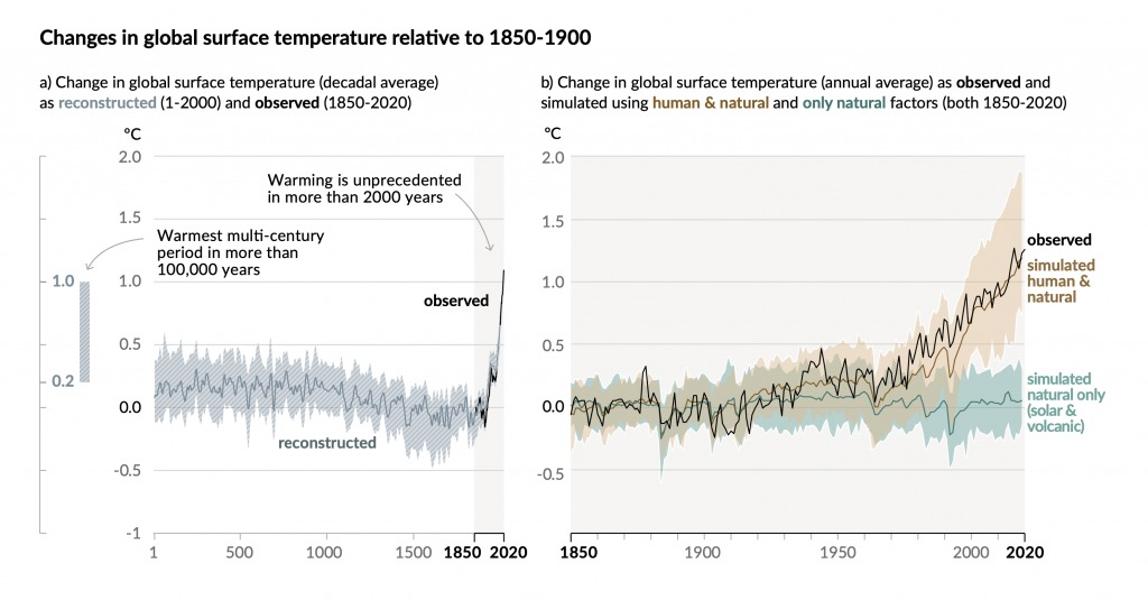 Changes in global surface temperature relative to 1850-1900
a) Change in global surface temperature (decadal average)
as reconstructed (1-2000) and observed (1850-2020)
°C
2.0
1.5
1.0
0.5
0.0
-0.5
-1
1.0
0.2
Warming is unprecedented
in more than 2000 years
Warmest multi-century
period in more than
100,000 years
observed
reconstructed
1 500 1000 1500 1850 2020
b) Change in global surface temperature (annual average) as observed and
simulated using human & natural and only natural factors (both 1850-2020)
°C
2.0
1.5
1.0
0.5
0.0
-0.5
observed
simulated
human &
natural
simulated
natural only
(solar &
volcanic)
1850 1900 1950 2000 2020